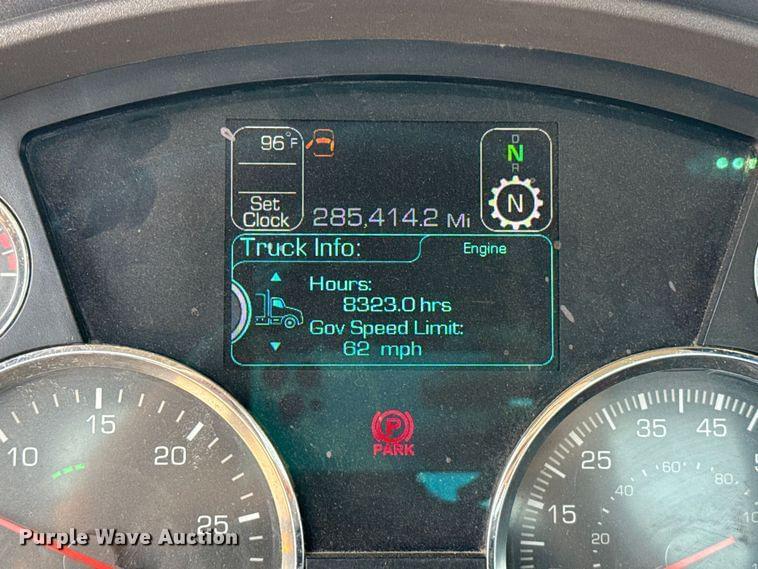 96°F
Set
Clock
285,414.2 Mi
D
N
R
N
Truck Info:
Engine
Hours:
8323.0 hrs
Gov Speed Limit:
62 mph
P
PARK
10
15
20
25
15
25
35
45
20
40
60
80
Purple Wave Auction